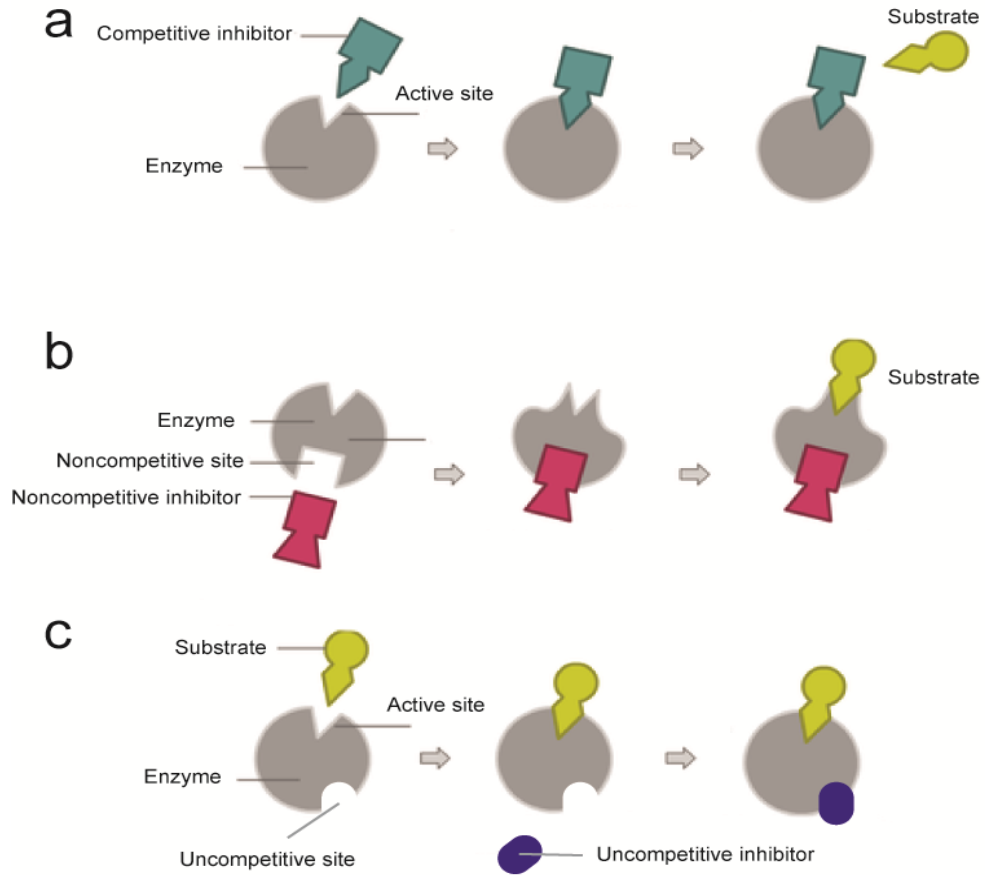 a
Competitive inhibitor
Substrate
Active site
Enzyme
b
Substrate
Enzyme
Noncompetitive site
Noncompetitive inhibitor
c
Substrate
Active site
Enzyme
Uncompetitive site
Uncompetitive inhibitor